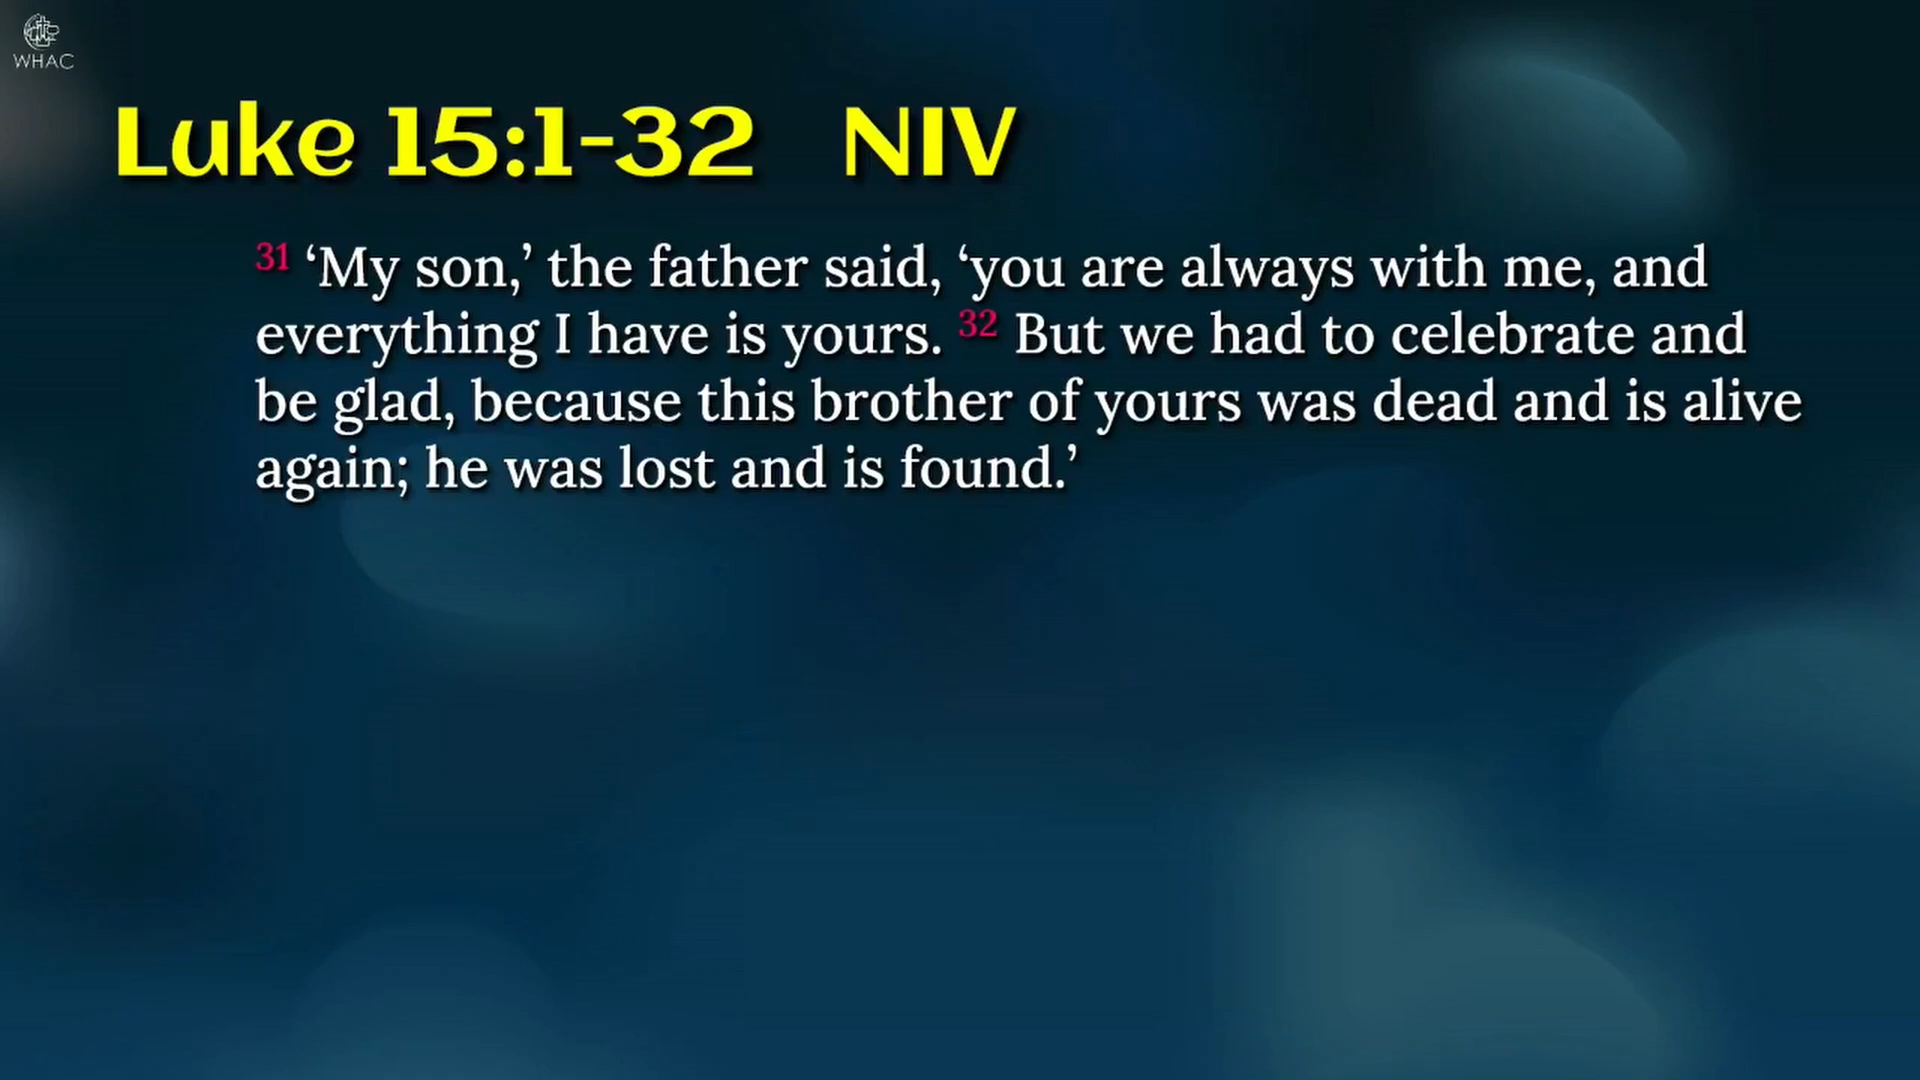 WHAC
Luke 15:1-32 NIV
31 ‘My son,’ the father said, ‘you are always with me, and
everything I have is yours. 32 But we had to celebrate and
be glad, because this brother of yours was dead and is alive
again; he was lost and is found.’